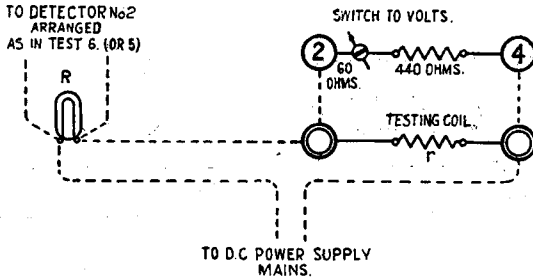 TO DETECTOR No2
ARRANGED
AS IN TEST 6. (OR 5)
R
SWITCH TO VOLTS.
2
4
60
OHMS.
440 OHMS.
TESTING COIL.
r
TO D.C POWER SUPPLY
MAINS.